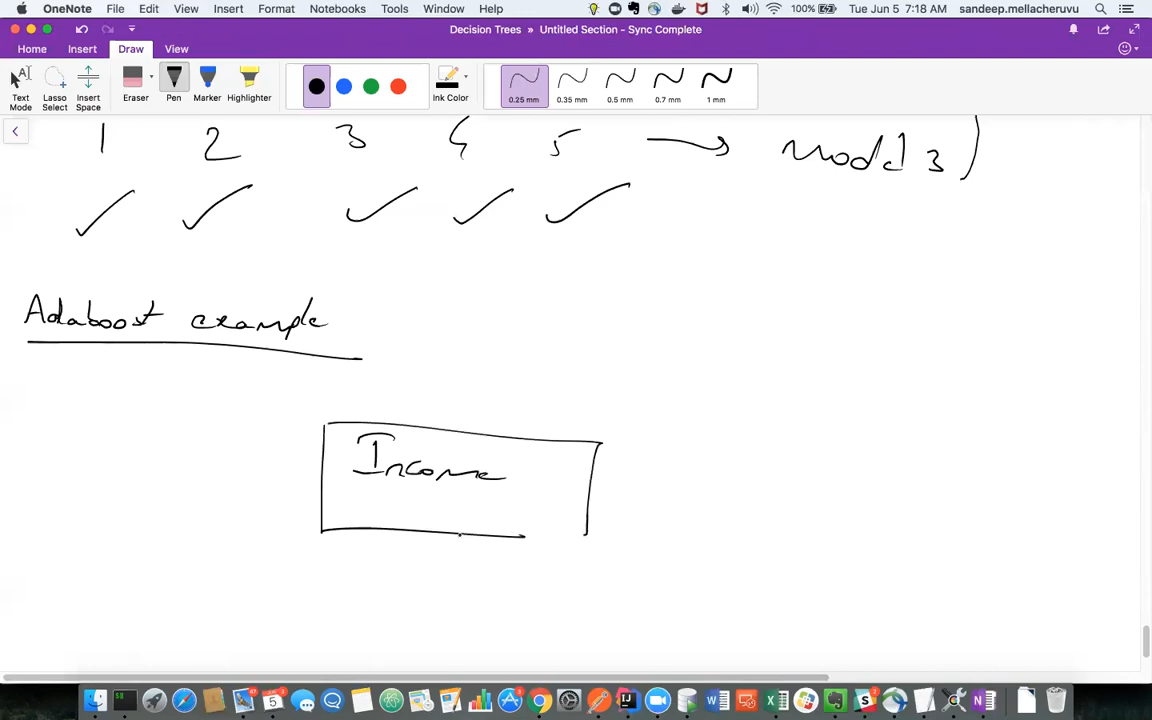 OneNote File Edit View Insert Format Notebooks Tools Window Help 100% Tue Jun 5 7:18 AM sandeep.mellacheruvu
Decision Trees » Untitled Section - Sync Complete
Home Insert Draw View
Text Mode Lasso Select Insert Space Eraser Pen Marker Highlighter Ink Color 0.25 mm 0.35 mm 0.5 mm 0.7 mm 1 mm
1 2 3 4 5 → model 3)
Adaboost example
Income